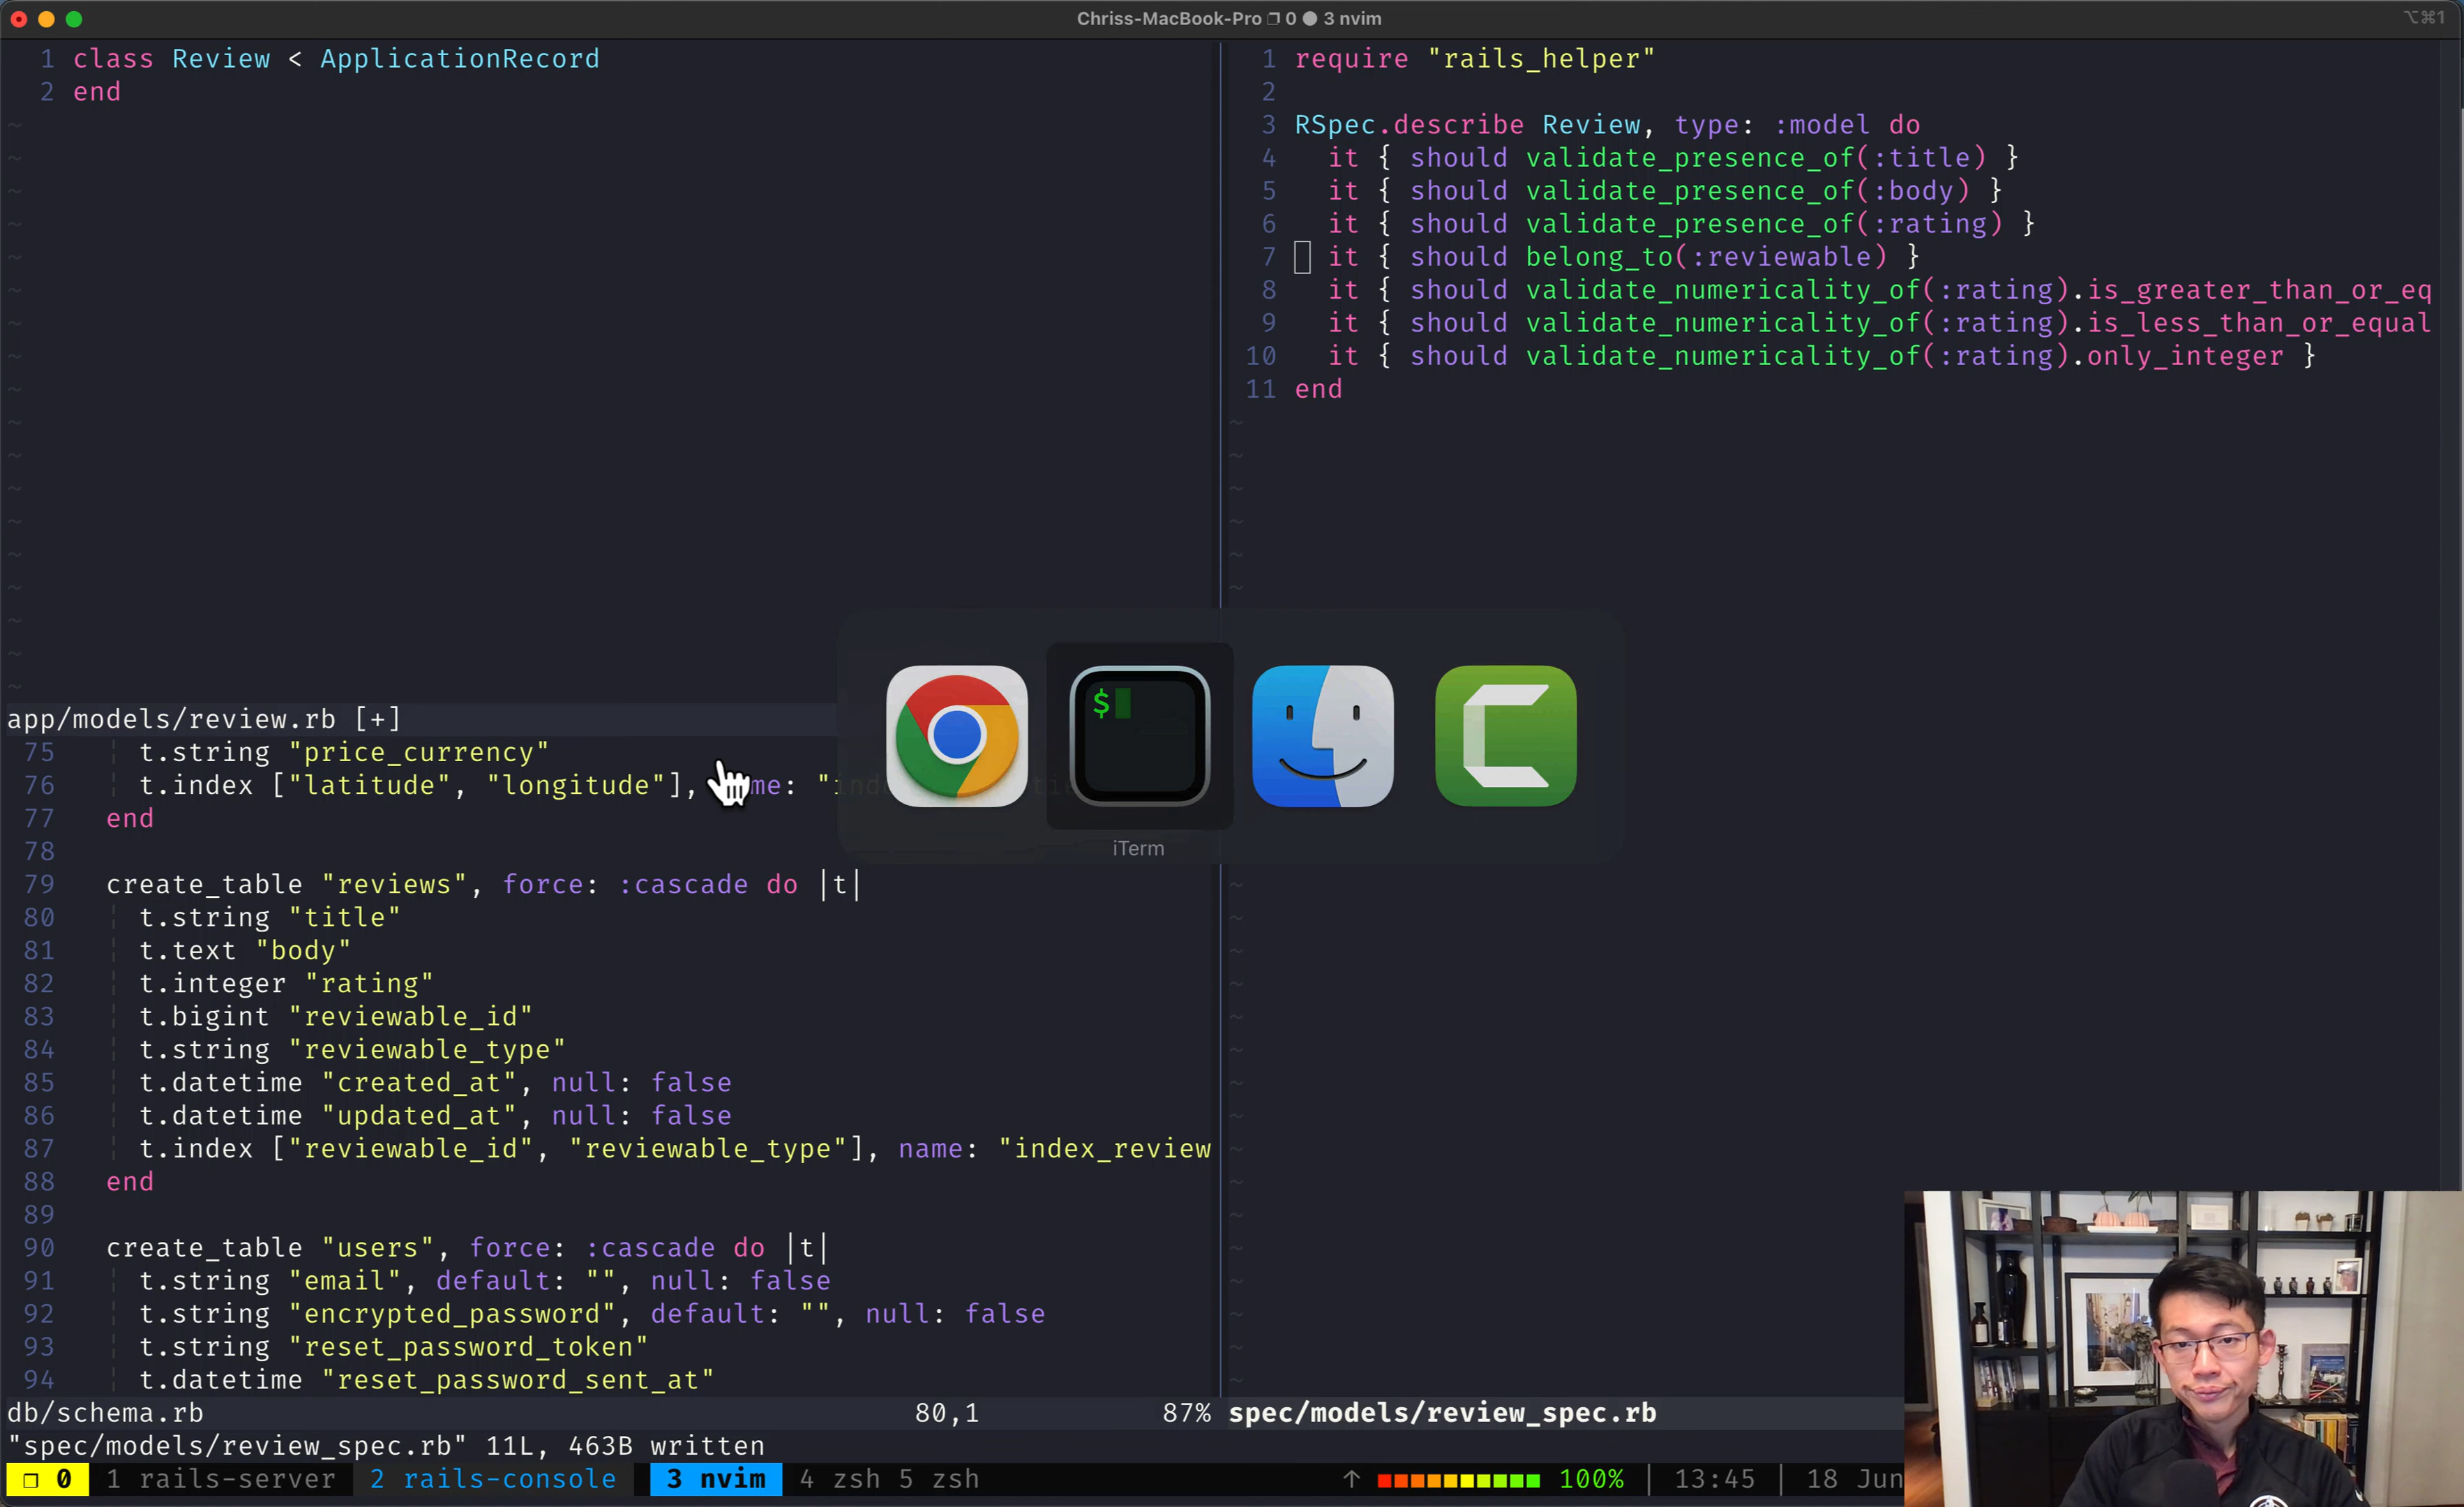 Chriss-MacBook-Pro 0 ● 3 nvim
⌥⌘1
1 class Review < ApplicationRecord
2 end
app/models/review.rb [+]
75 t.string "price_currency"
76 t.index ["latitude", "longitude"], me: "
77 end
78
79 create_table "reviews", force: :cascade do |t|
80 t.string "title"
81 t.text "body"
82 t.integer "rating"
83 t.bigint "reviewable_id"
84 t.string "reviewable_type"
85 t.datetime "created_at", null: false
86 t.datetime "updated_at", null: false
87 t.index ["reviewable_id", "reviewable_type"], name: "index_review
88 end
89
90 create_table "users", force: :cascade do |t|
91 t.string "email", default: "", null: false
92 t.string "encrypted_password", default: "", null: false
93 t.string "reset_password_token"
94 t.datetime "reset_password_sent_at"
db/schema.rb 80,1 87%
1 require "rails_helper"
2
3 RSpec.describe Review, type: :model do
4 it { should validate_presence_of(:title) }
5 it { should validate_presence_of(:body) }
6 it { should validate_presence_of(:rating) }
7 it { should belong_to(:reviewable) }
8 it { should validate_numericality_of(:rating).is_greater_than_or_eq
9 it { should validate_numericality_of(:rating).is_less_than_or_equal
10 it { should validate_numericality_of(:rating).only_integer }
11 end
$
iTerm
spec/models/review_spec.rb
"spec/models/review_spec.rb" 11L, 463B written
0 1 rails-server 2 rails-console 3 nvim 4 zsh 5 zsh ↑ 100% | 13:45 | 18 Jun